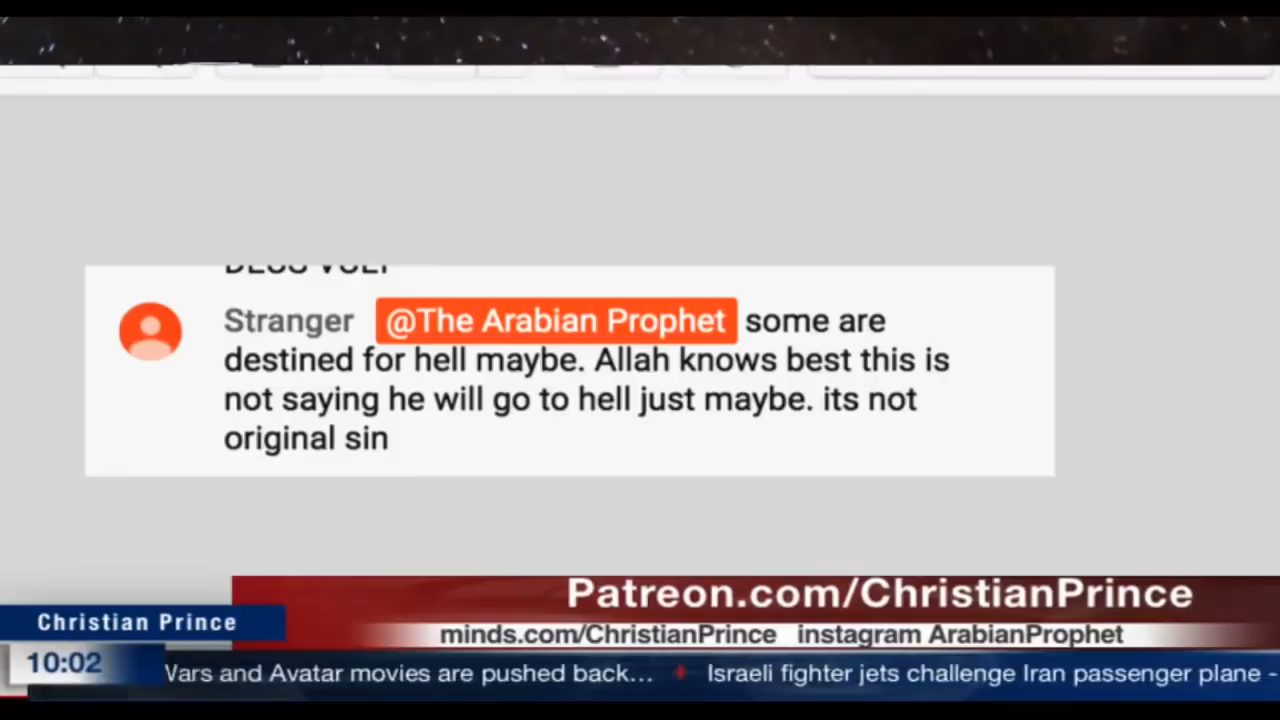 Stranger @The Arabian Prophet some are
destined for hell maybe. Allah knows best this is
not saying he will go to hell just maybe. its not
original sin
Patreon.com/ChristianPrince
Christian Prince
minds.com/ChristianPrince instagram ArabianProphet
10:02
Wars and Avatar movies are pushed back... ♦ Israeli fighter jets challenge Iran passenger plane -